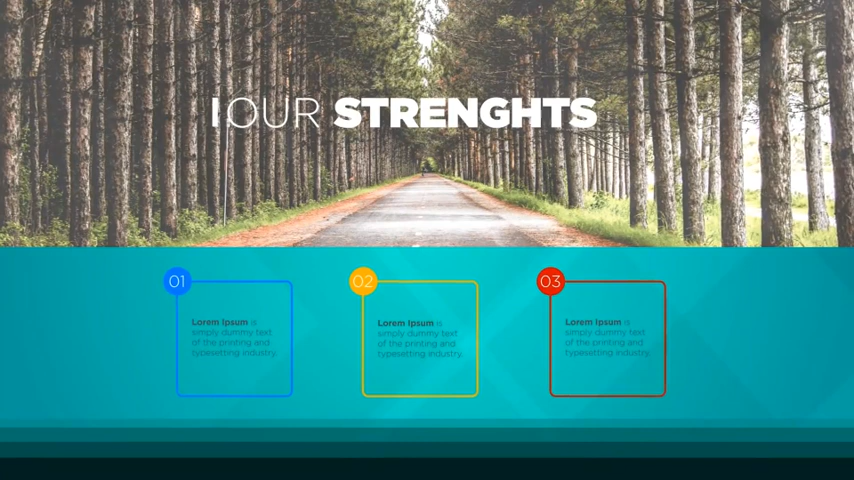 IOUR STRENGHTS
01
Lorem Ipsum is
simply dummy text
of the printing and
typesetting industry.
02
Lorem Ipsum is
simply dummy text
of the printing and
typesetting industry.
03
Lorem Ipsum is
simply dummy text
of the printing and
typesetting industry.